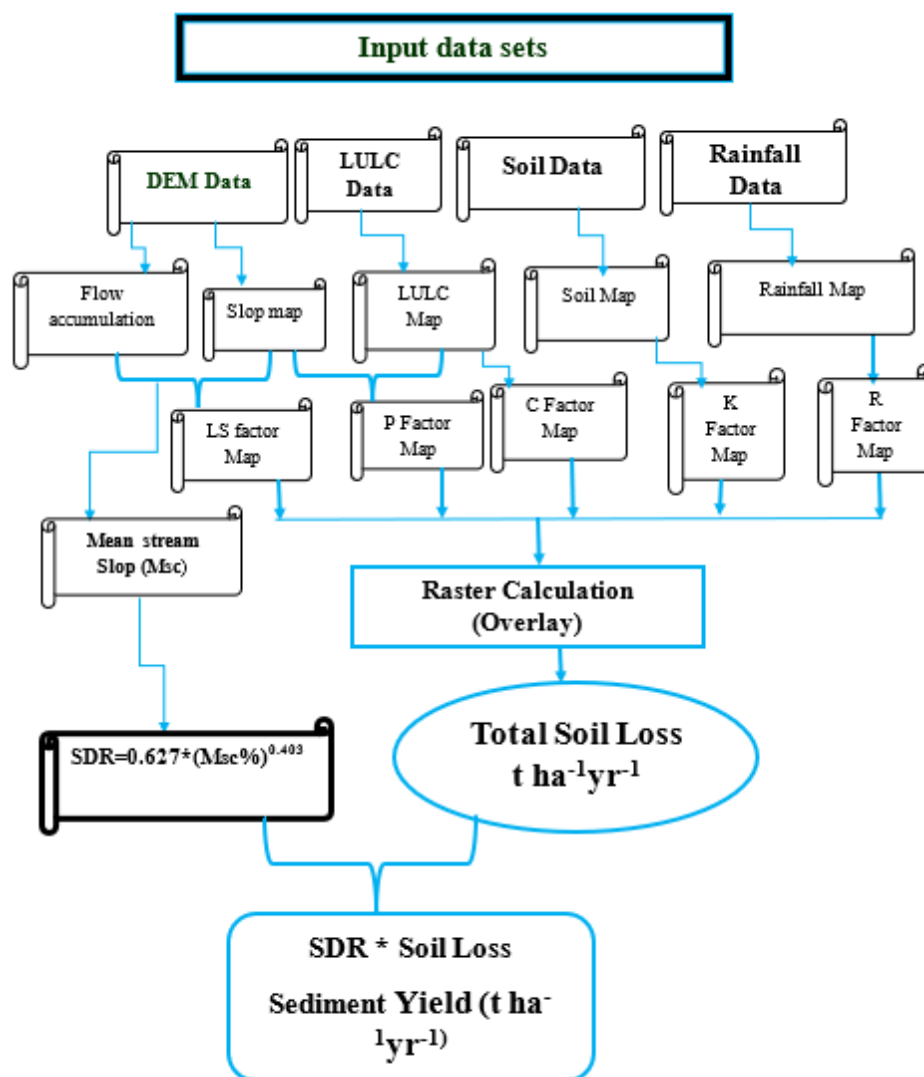 Input data sets
DEM Data
LULC
Data
Soil Data
Rainfall
Data
Flow
accumulation
Slop map
LULC
Map
Soil Map
Rainfall Map
LS factor
Map
P Factor
Map
C Factor
Map
K
Factor
Map
R
Factor
Map
Mean stream
Slop (Msc)
Raster Calculation
(Overlay)
SDR=0.627*(Msc%)⁰·⁴⁰³
Total Soil Loss
t ha⁻¹yr⁻¹
SDR * Soil Loss
Sediment Yield (t ha⁻
¹yr⁻¹⁾